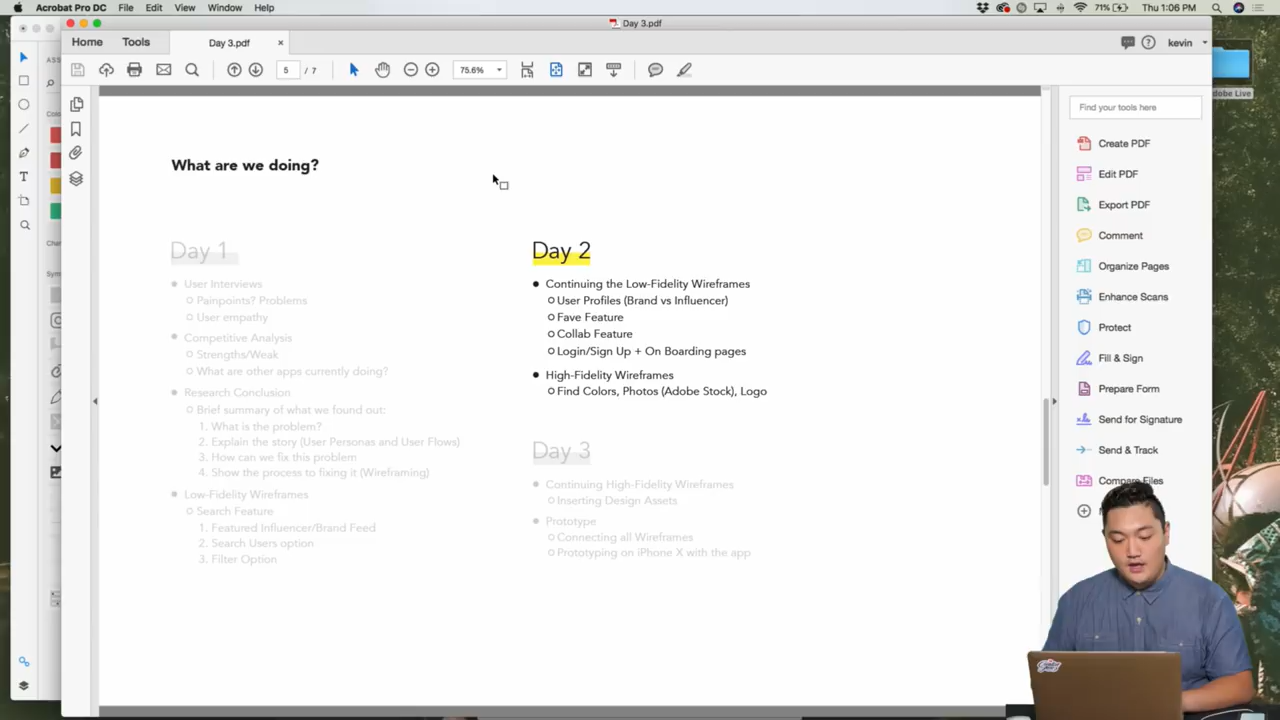 Acrobat Pro DC File Edit View Window Help
71% Thu 1:06 PM
Day 3.pdf
Home Tools Day 3.pdf
kevin
5 / 7 75.6%
What are we doing?
Day 1
User Interviews
Painpoints? Problems
User empathy
Competitive Analysis
Strengths/Weak
What are other apps currently doing?
Research Conclusion
Brief summary of what we found out:
1. What is the problem?
2. Explain the story (User Personas and User Flows)
3. How can we fix this problem
4. Show the process to fixing it (Wireframing)
Low-Fidelity Wireframes
Search Feature
1. Featured Influencer/Brand Feed
2. Search Users option
3. Filter Option
Day 2
Continuing the Low-Fidelity Wireframes
User Profiles (Brand vs Influencer)
Fave Feature
Collab Feature
Login/Sign Up + On Boarding pages
High-Fidelity Wireframes
Find Colors, Photos (Adobe Stock), Logo
Day 3
Continuing High-Fidelity Wireframes
Inserting Design Assets
Prototype
Connecting all Wireframes
Prototyping on iPhone X with the app
Find your tools here
Create PDF
Edit PDF
Export PDF
Comment
Organize Pages
Enhance Scans
Protect
Fill & Sign
Prepare Form
Send for Signature
Send & Track
Compare Files